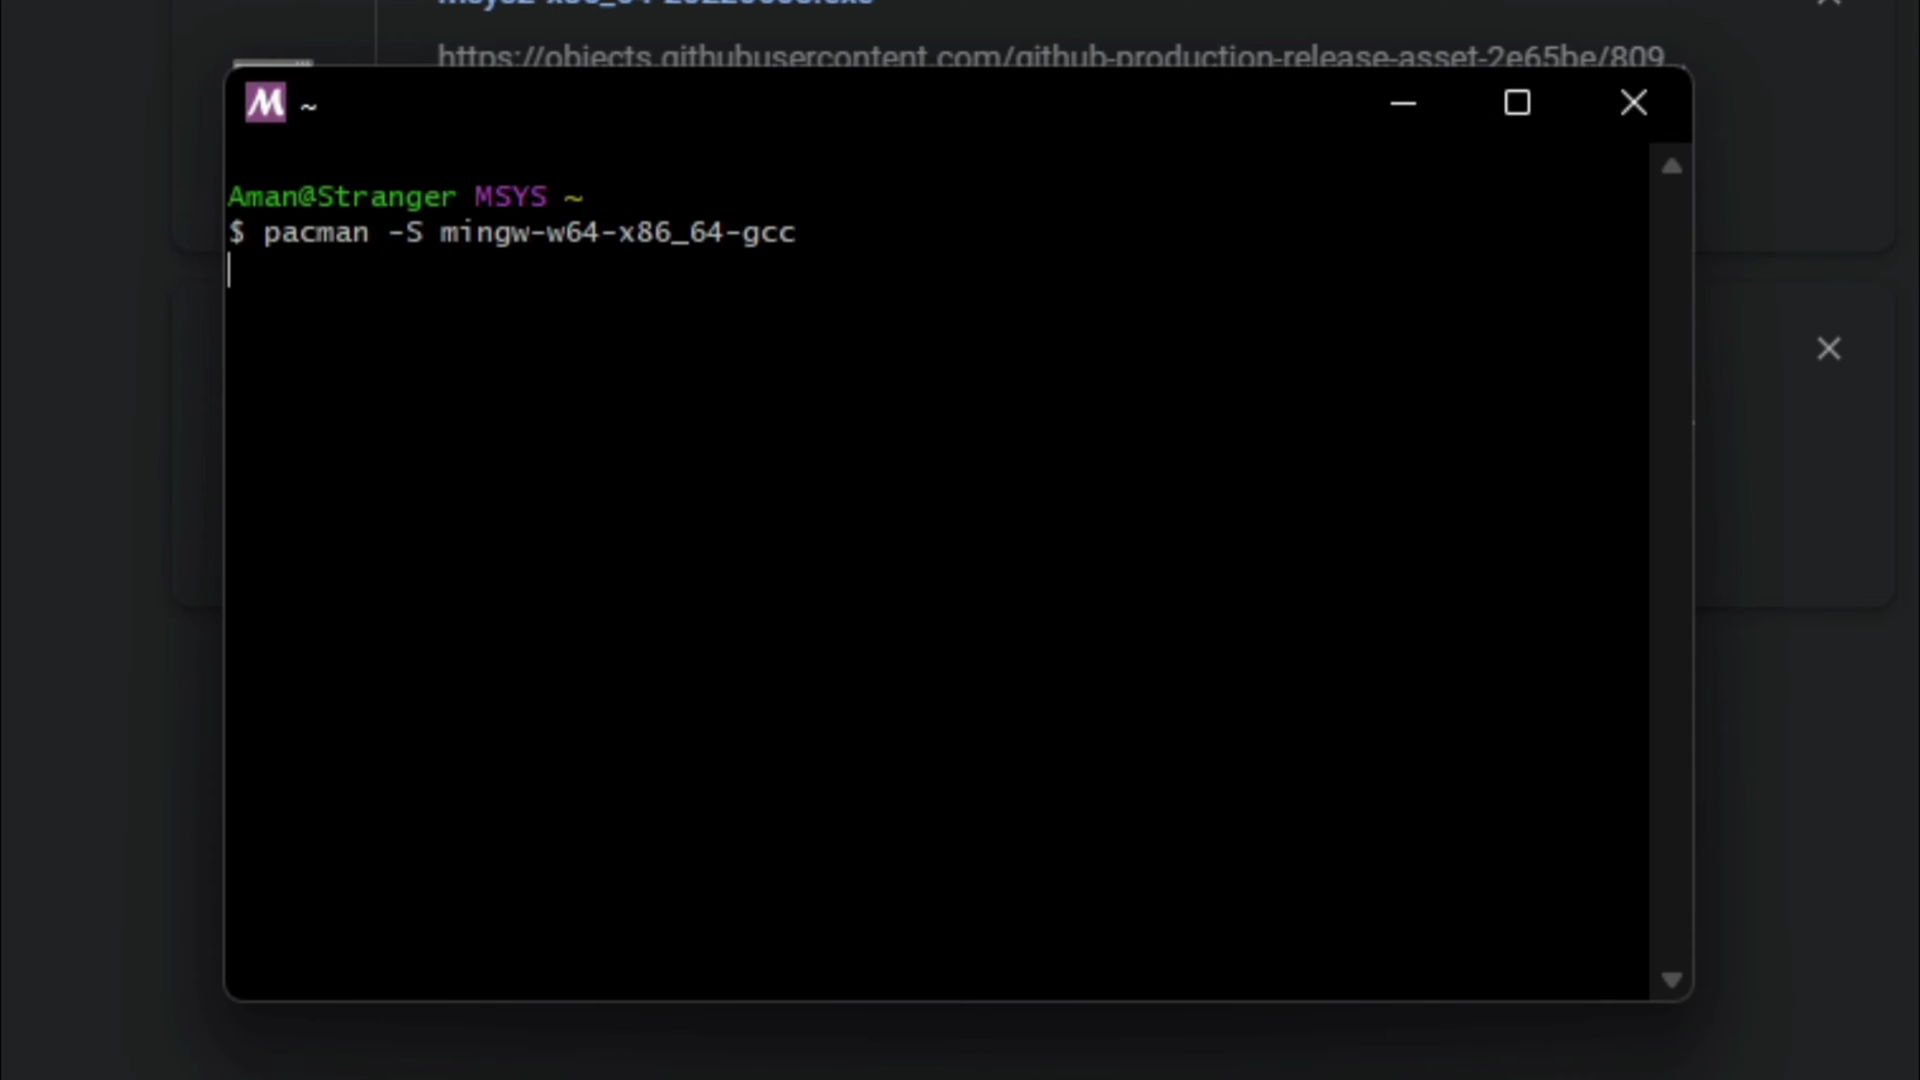 https://objects.githubusercontent.com/github-production-release-asset-2e65be/809
M ~
Aman@Stranger MSYS ~
$ pacman -S mingw-w64-x86_64-gcc